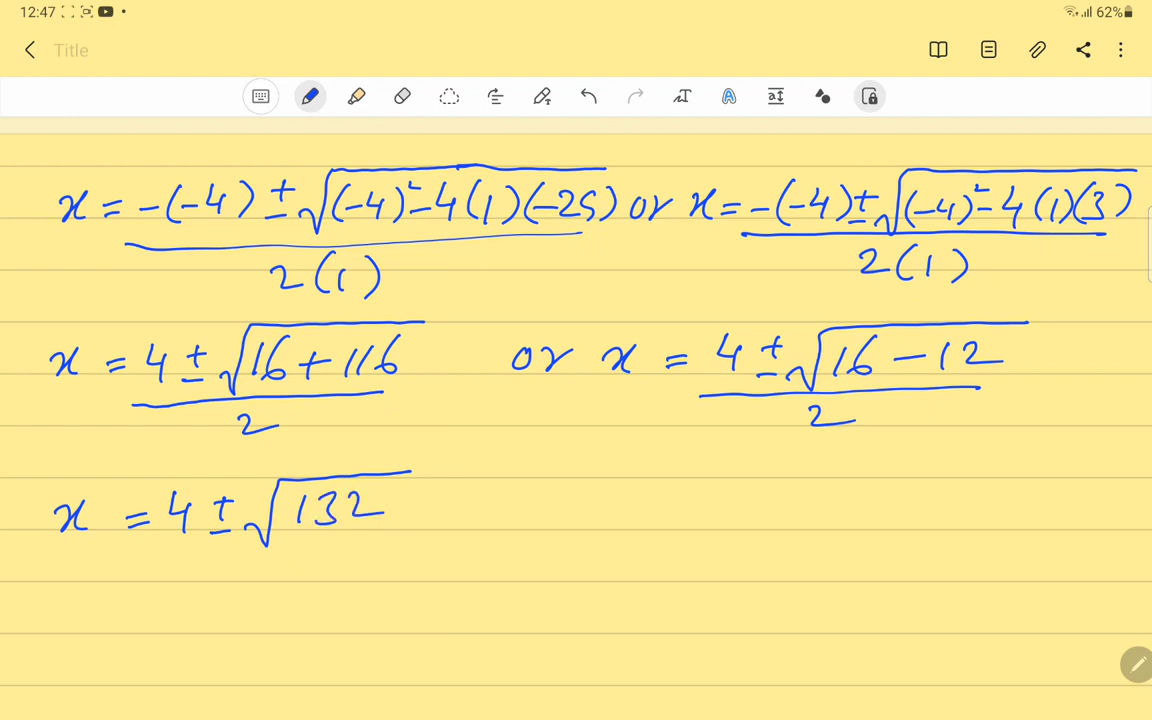 12:47 62%
Title
x = -(-4) ± √(-4)² - 4(1)(-29) or x = -(-4) ± √(-4)² - 4(1)(3)
2(1) 2(1)
x = 4 ± √16 + 116 or x = 4 ± √16 - 12
2 2
x = 4 ± √132